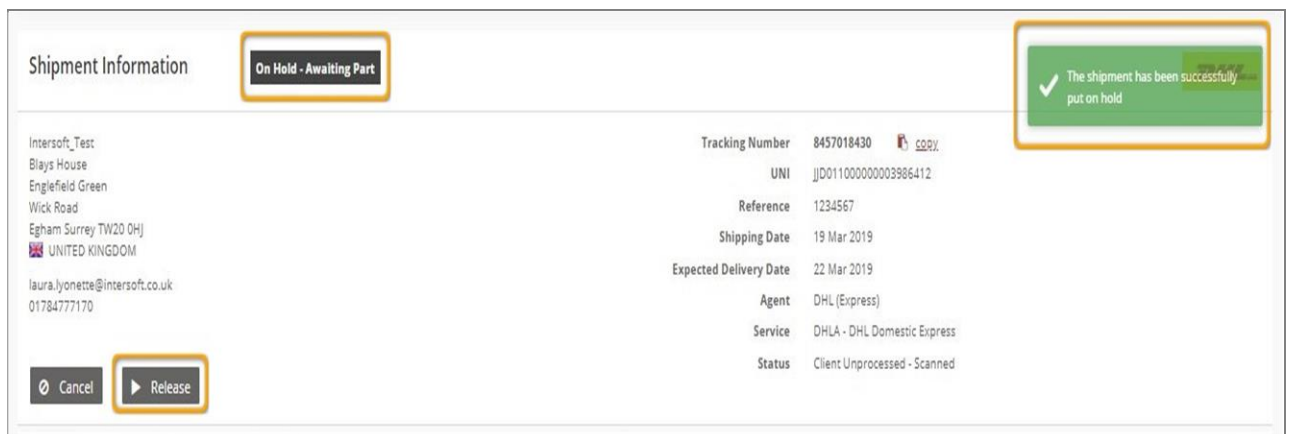 Shipment Information
On Hold - Awaiting Part
The shipment has been successfully
put on hold
Intersoft_Test
Blays House
Englefield Green
Wick Road
Egham Surrey TW20 0HJ
UNITED KINGDOM
laura.lyonette@intersoft.co.uk
01784777170
Tracking Number 8457018430 copy
UNI JJD011000000003986412
Reference 1234567
Shipping Date 19 Mar 2019
Expected Delivery Date 22 Mar 2019
Agent DHL (Express)
Service DHLA - DHL Domestic Express
Status Client Unprocessed - Scanned
Cancel
Release